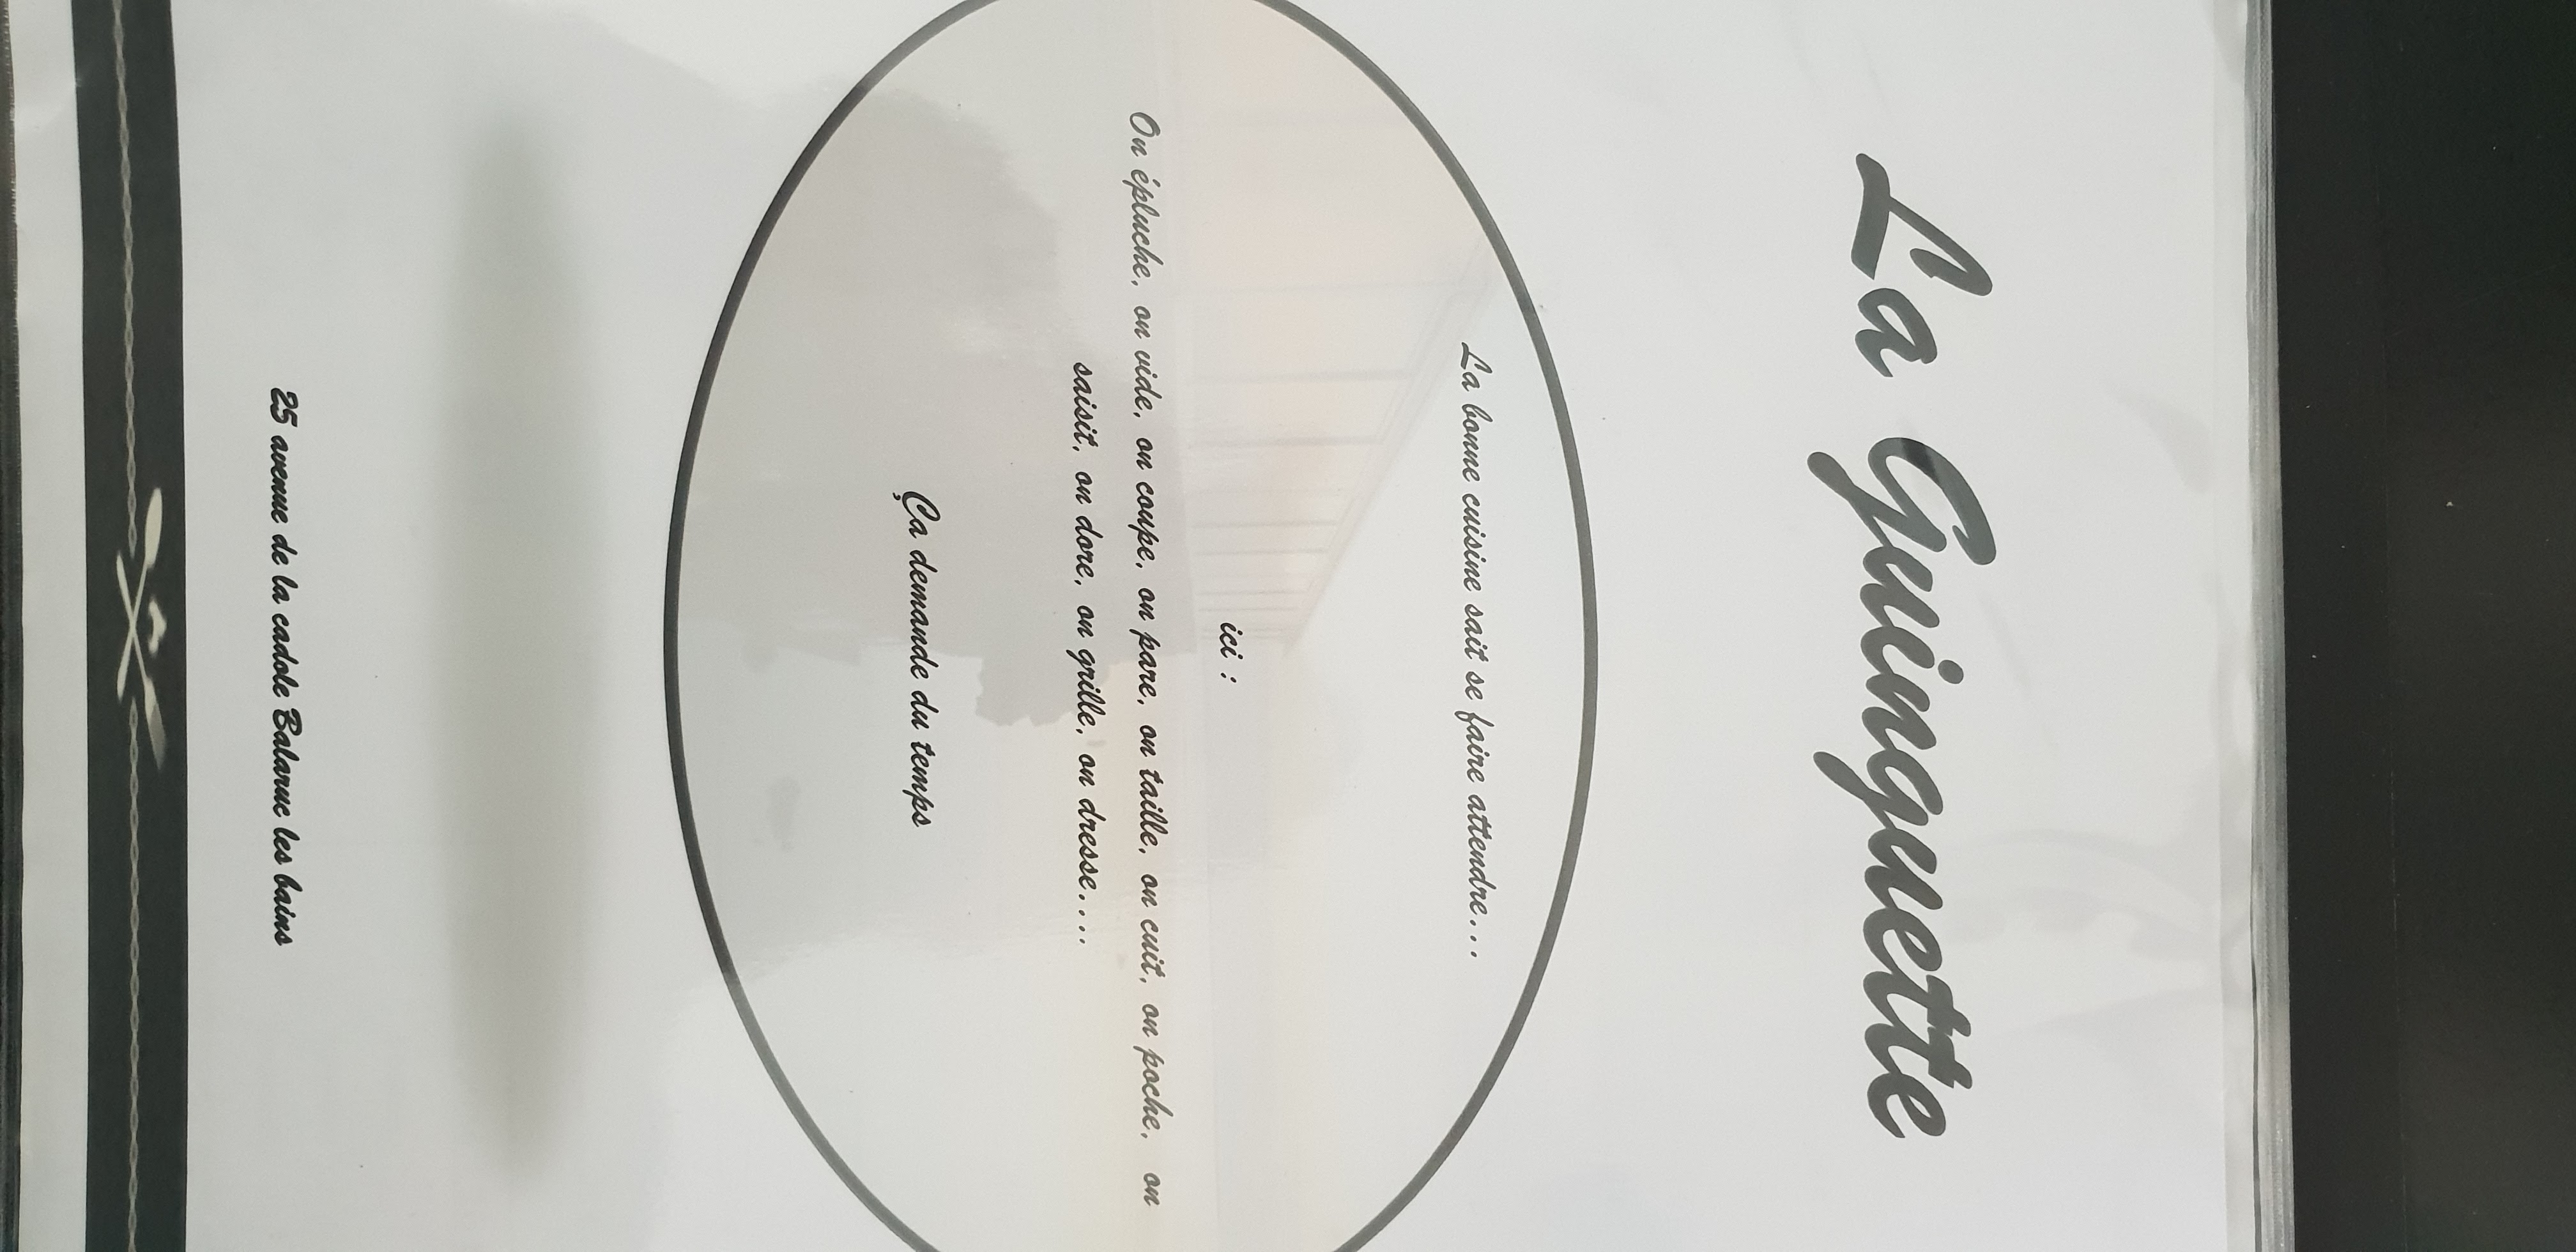 La Guinguette
La bonne cuisine sait se faire attendre...
ici :
On épluche, on vide, on coupe, on pare, on taille, on cuit, on poche, on
saisit, on dore, on grille, on dresse....
Ça demande du temps
25 avenue de la cadole Balaruc les bains